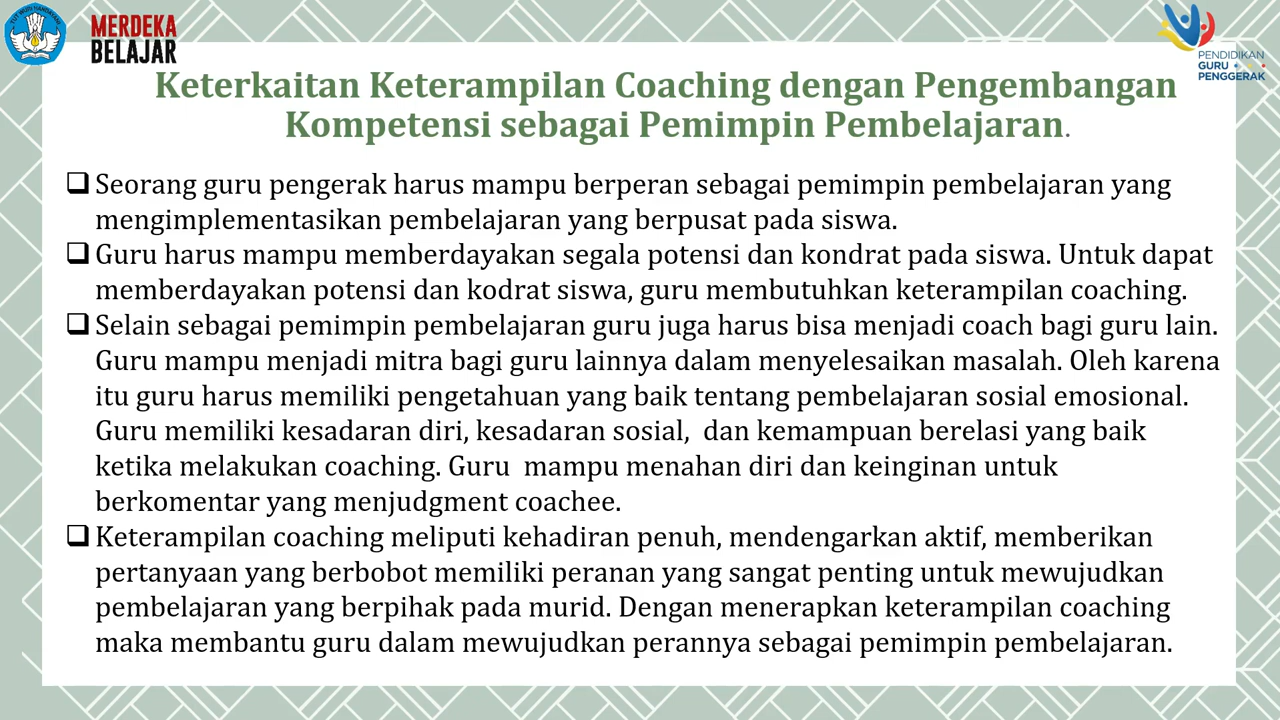 TUT WURI HANDAYANI
MERDEKA
BELAJAR
PENDIDIKAN
GURU
PENGGERAK
Keterkaitan Keterampilan Coaching dengan Pengembangan
Kompetensi sebagai Pemimpin Pembelajaran.
Seorang guru pengerak harus mampu berperan sebagai pemimpin pembelajaran yang
mengimplementasikan pembelajaran yang berpusat pada siswa.
Guru harus mampu memberdayakan segala potensi dan kondrat pada siswa. Untuk dapat
memberdayakan potensi dan kodrat siswa, guru membutuhkan keterampilan coaching.
Selain sebagai pemimpin pembelajaran guru juga harus bisa menjadi coach bagi guru lain.
Guru mampu menjadi mitra bagi guru lainnya dalam menyelesaikan masalah. Oleh karena
itu guru harus memiliki pengetahuan yang baik tentang pembelajaran sosial emosional.
Guru memiliki kesadaran diri, kesadaran sosial,  dan kemampuan berelasi yang baik
ketika melakukan coaching. Guru  mampu menahan diri dan keinginan untuk
berkomentar yang menjudgment coachee.
Keterampilan coaching meliputi kehadiran penuh, mendengarkan aktif, memberikan
pertanyaan yang berbobot memiliki peranan yang sangat penting untuk mewujudkan
pembelajaran yang berpihak pada murid. Dengan menerapkan keterampilan coaching
maka membantu guru dalam mewujudkan perannya sebagai pemimpin pembelajaran.